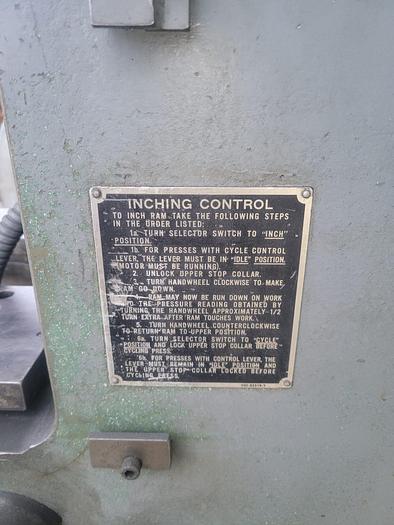 INCHING CONTROL
TO INCH RAM TAKE THE FOLLOWING STEPS
IN THE ORDER LISTED:
1a. TURN SELECTOR SWITCH TO "INCH"
POSITION.
1b. FOR PRESSES WITH CYCLE CONTROL
LEVER, THE LEVER MUST BE IN "IDLE" POSITION.
(MOTOR MUST BE RUNNING).
2. UNLOCK UPPER STOP COLLAR.
3. TURN HANDWHEEL CLOCKWISE TO MAKE
RAM GO DOWN.
4. RAM MAY NOW BE RUN DOWN ON WORK
THE PRESSURE READING OBTAINED BY
TURNING THE HANDWHEEL APPROXIMATELY 1/2
TURN EXTRA AFTER RAM TOUCHES WORK.
5. TURN HANDWHEEL COUNTERCLOCKWISE
TO RETURN RAM TO UPPER POSITION.
6a. TURN SELECTOR SWITCH TO "CYCLE"
POSITION AND LOCK UPPER STOP COLLAR BEFORE
CYCLING PRESS.
6b. FOR PRESSES WITH CONTROL LEVER, THE
LEVER MUST REMAIN IN "IDLE" POSITION AND
THE UPPER STOP COLLAR LOCKED BEFORE
CYCLING PRESS.